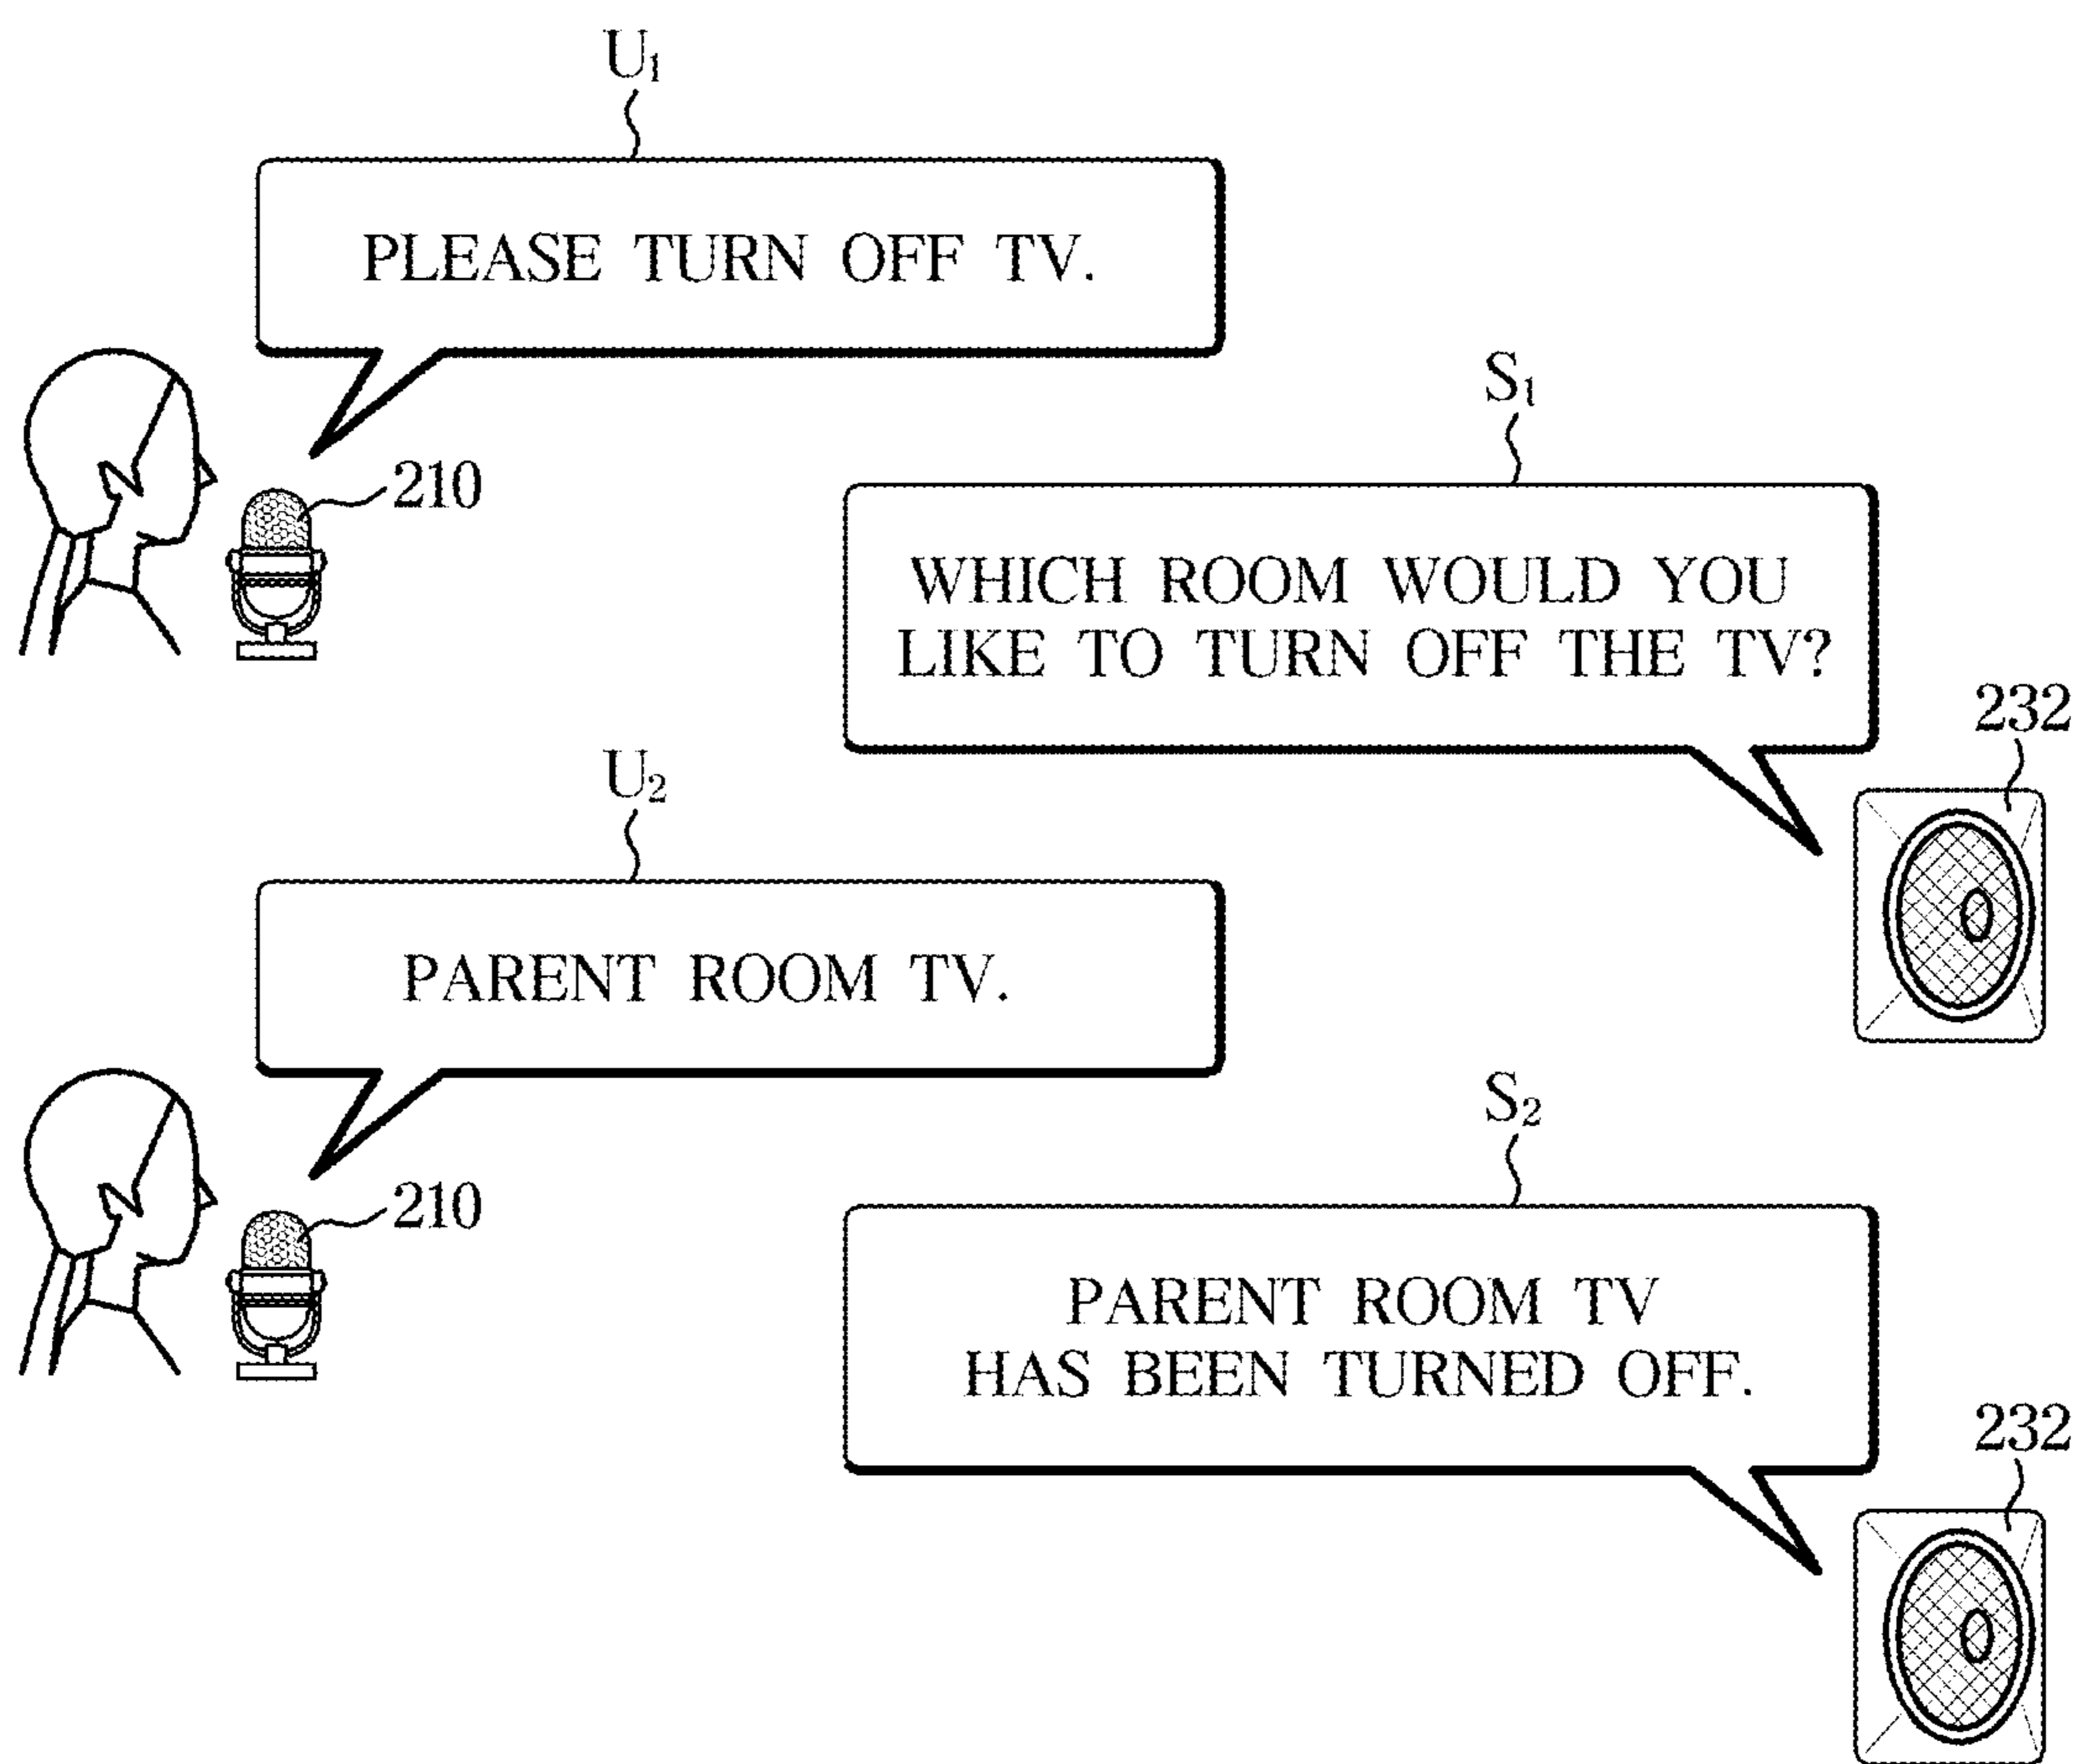 U₁
PLEASE TURN OFF TV.
210
S₁
WHICH ROOM WOULD YOU
LIKE TO TURN OFF THE TV?
232
U₂
PARENT ROOM TV.
210
S₂
PARENT ROOM TV
HAS BEEN TURNED OFF.
232